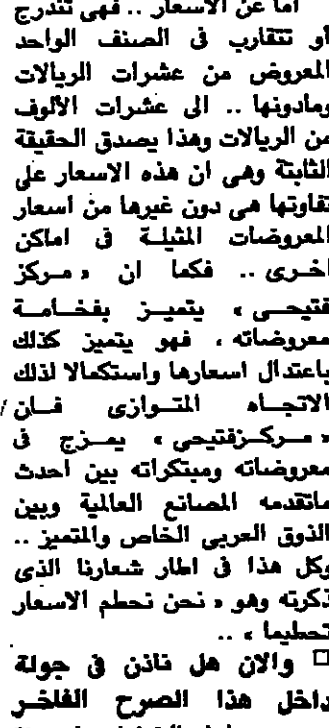 اما عن الاسعار .. فهى تتدرج
أو تتقارب فى الصنف الواحد
المعروض من عشرات الريالات
ومادونها .. الى عشرات الألوف
من الريالات وهذا يصدق الحقيقة
الثابتة وهى ان هذه الاسعار على
تفاوتها هى دون غيرها من اسعار
المعروضات المثيلة فى اماكن
اخرى .. فكما ان « مركز
فتيحى » يتميز بفخامة
معروضاته ، فهو يتميز كذلك
باعتدال اسعارها واستكمالا لذلك
الاتجاه المتوازى فان
« مركزفتيحى » يمزج فى
معروضاته ومبتكراته بين احدث
ماتقدمه المصانع العالمية وبين
الذوق العربى الخاص والمتميز ..
وكل هذا فى اطار شعارنا الذى
ذكرته وهو « نحن نحطم الاسعار
تحطيما » ..
□ والان هل تاذن فى جولة
داخل هذا الصرح الفاخر